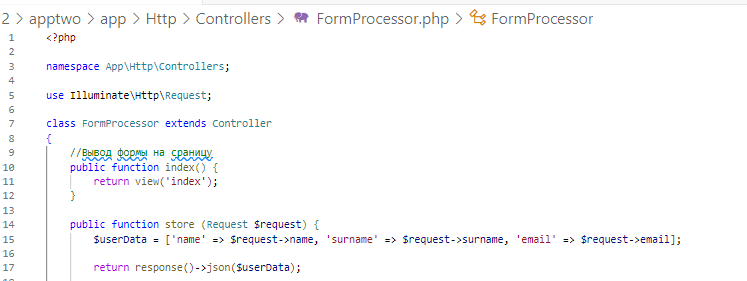 2 > apptwo > app > Http > Controllers > FormProcessor.php > FormProcessor
1 <?php
2
3 namespace App\Http\Controllers;
4
5 use Illuminate\Http\Request;
6
7 class FormProcessor extends Controller
8 {
9 //Вывод формы на сраницу
10 public function index() {
11 return view('index');
12 }
13
14 public function store (Request $request) {
15 $userData = ['name' => $request->name, 'surname' => $request->surname, 'email' => $request->email];
16
17 return response()->json($userData);